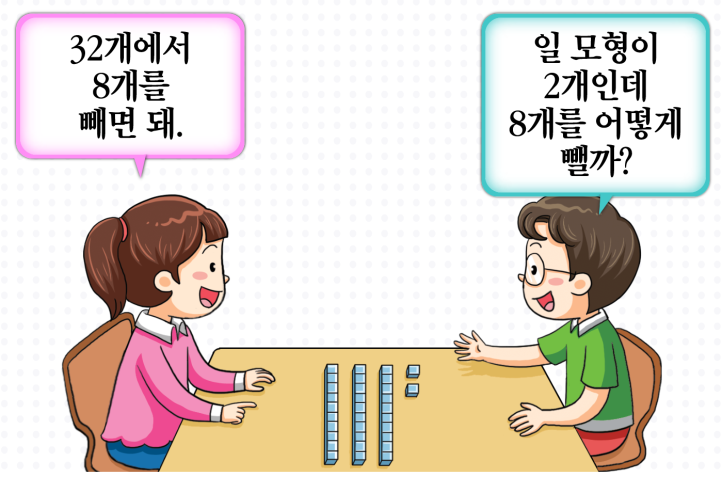 32개에서
8개를
빼면 돼.
일 모형이
2개인데
8개를 어떻게
뺄까?